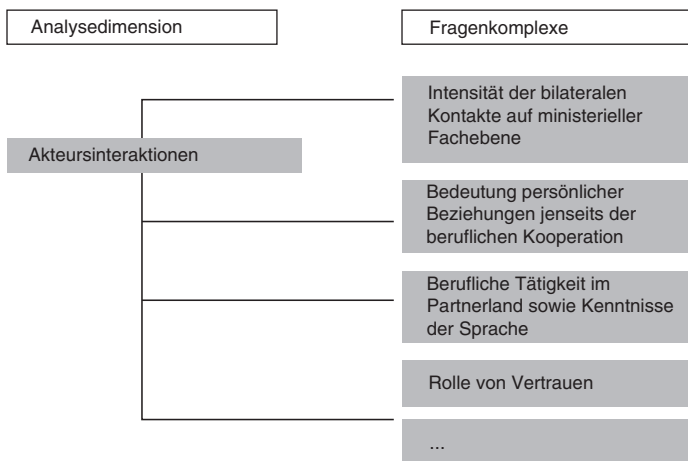 Analysedimension
Fragenkomplexe
Akteursinteraktionen
Intensität der bilateralen
Kontakte auf ministerieller
Fachebene
Bedeutung persönlicher
Beziehungen jenseits der
beruflichen Kooperation
Berufliche Tätigkeit im
Partnerland sowie Kenntnisse
der Sprache
Rolle von Vertrauen
...